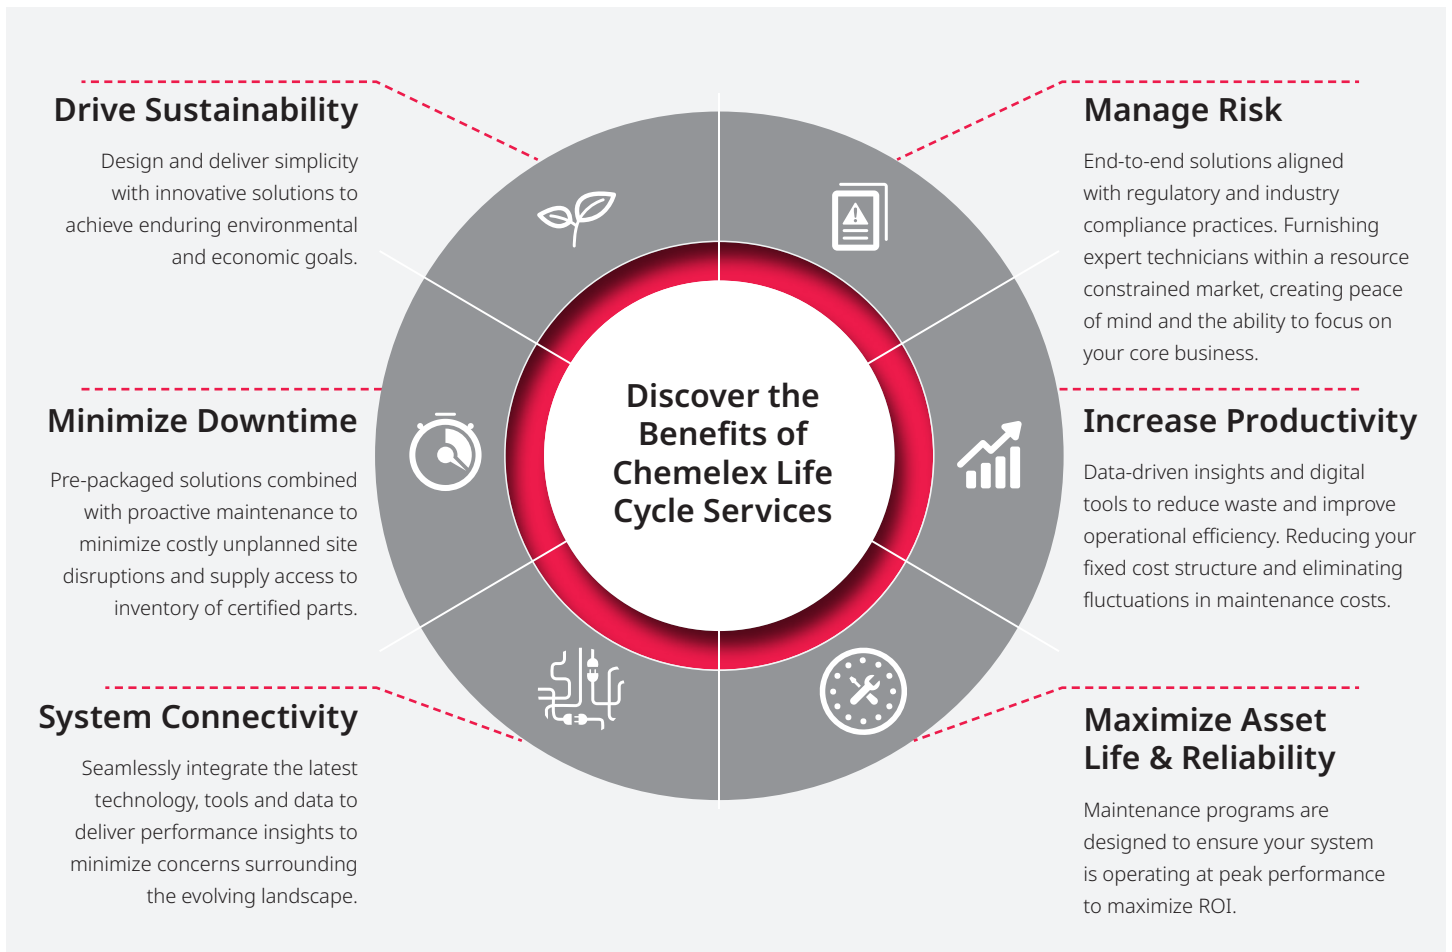 Drive Sustainability
Design and deliver simplicity
with innovative solutions to
achieve enduring environmental
and economic goals.
Minimize Downtime
Pre-packaged solutions combined
with proactive maintenance to
minimize costly unplanned site
disruptions and supply access to
inventory of certified parts.
System Connectivity
Seamlessly integrate the latest
technology, tools and data to
deliver performance insights to
minimize concerns surrounding
the evolving landscape.
Discover the
Benefits of
Chemelex Life
Cycle Services
Manage Risk
End-to-end solutions aligned
with regulatory and industry
compliance practices. Furnishing
expert technicians within a resource
constrained market, creating peace
of mind and the ability to focus on
your core business.
Increase Productivity
Data-driven insights and digital
tools to reduce waste and improve
operational efficiency. Reducing your
fixed cost structure and eliminating
fluctuations in maintenance costs.
Maximize Asset
Life & Reliability
Maintenance programs are
designed to ensure your system
is operating at peak performance
to maximize ROI.